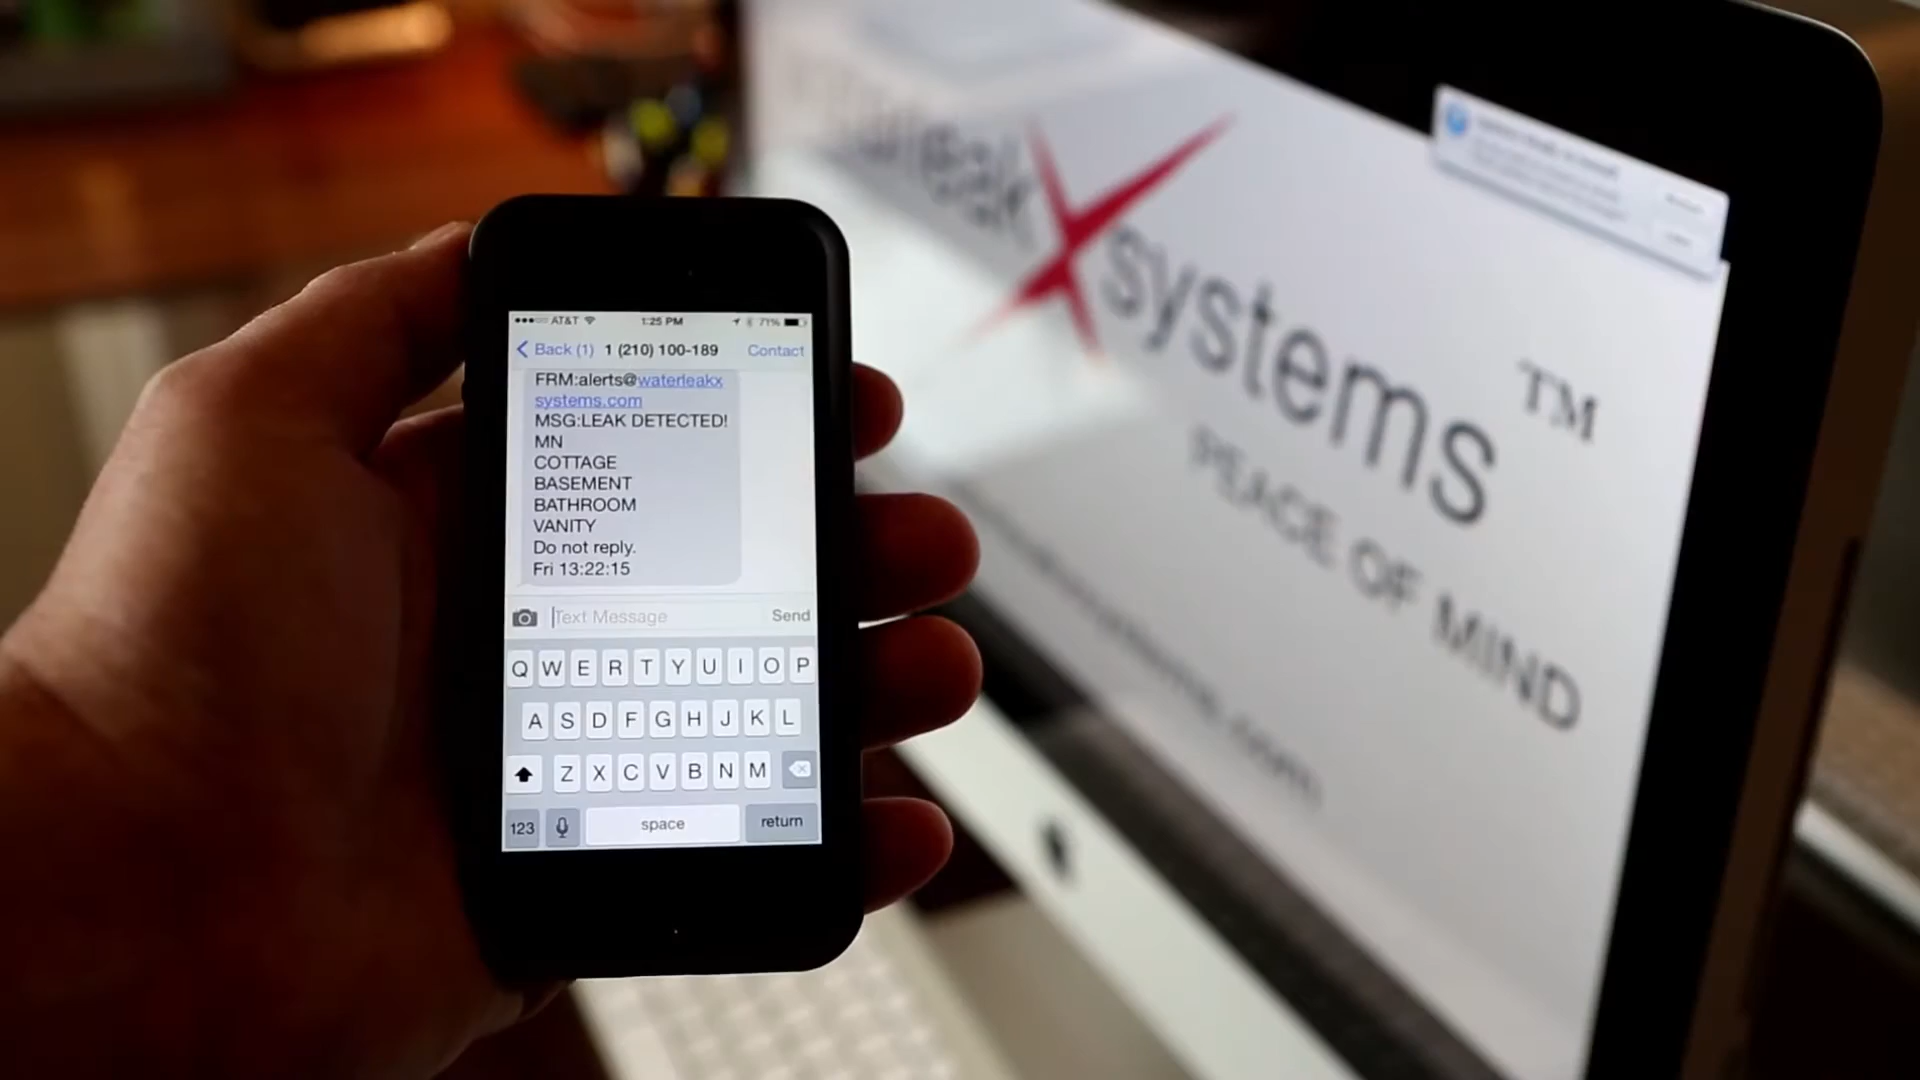 AT&T 1:25 PM 71%
Back (1) 1 (210) 100-189 Contact
FRM:alerts@waterleakx
systems.com
MSG:LEAK DETECTED!
MN
COTTAGE
BASEMENT
BATHROOM
VANITY
Do not reply.
Fri 13:22:15
Text Message Send
Q W E R T Y U I O P
A S D F G H J K L
Z X C V B N M
123 space return
leakXsystems™
PEACE OF MIND